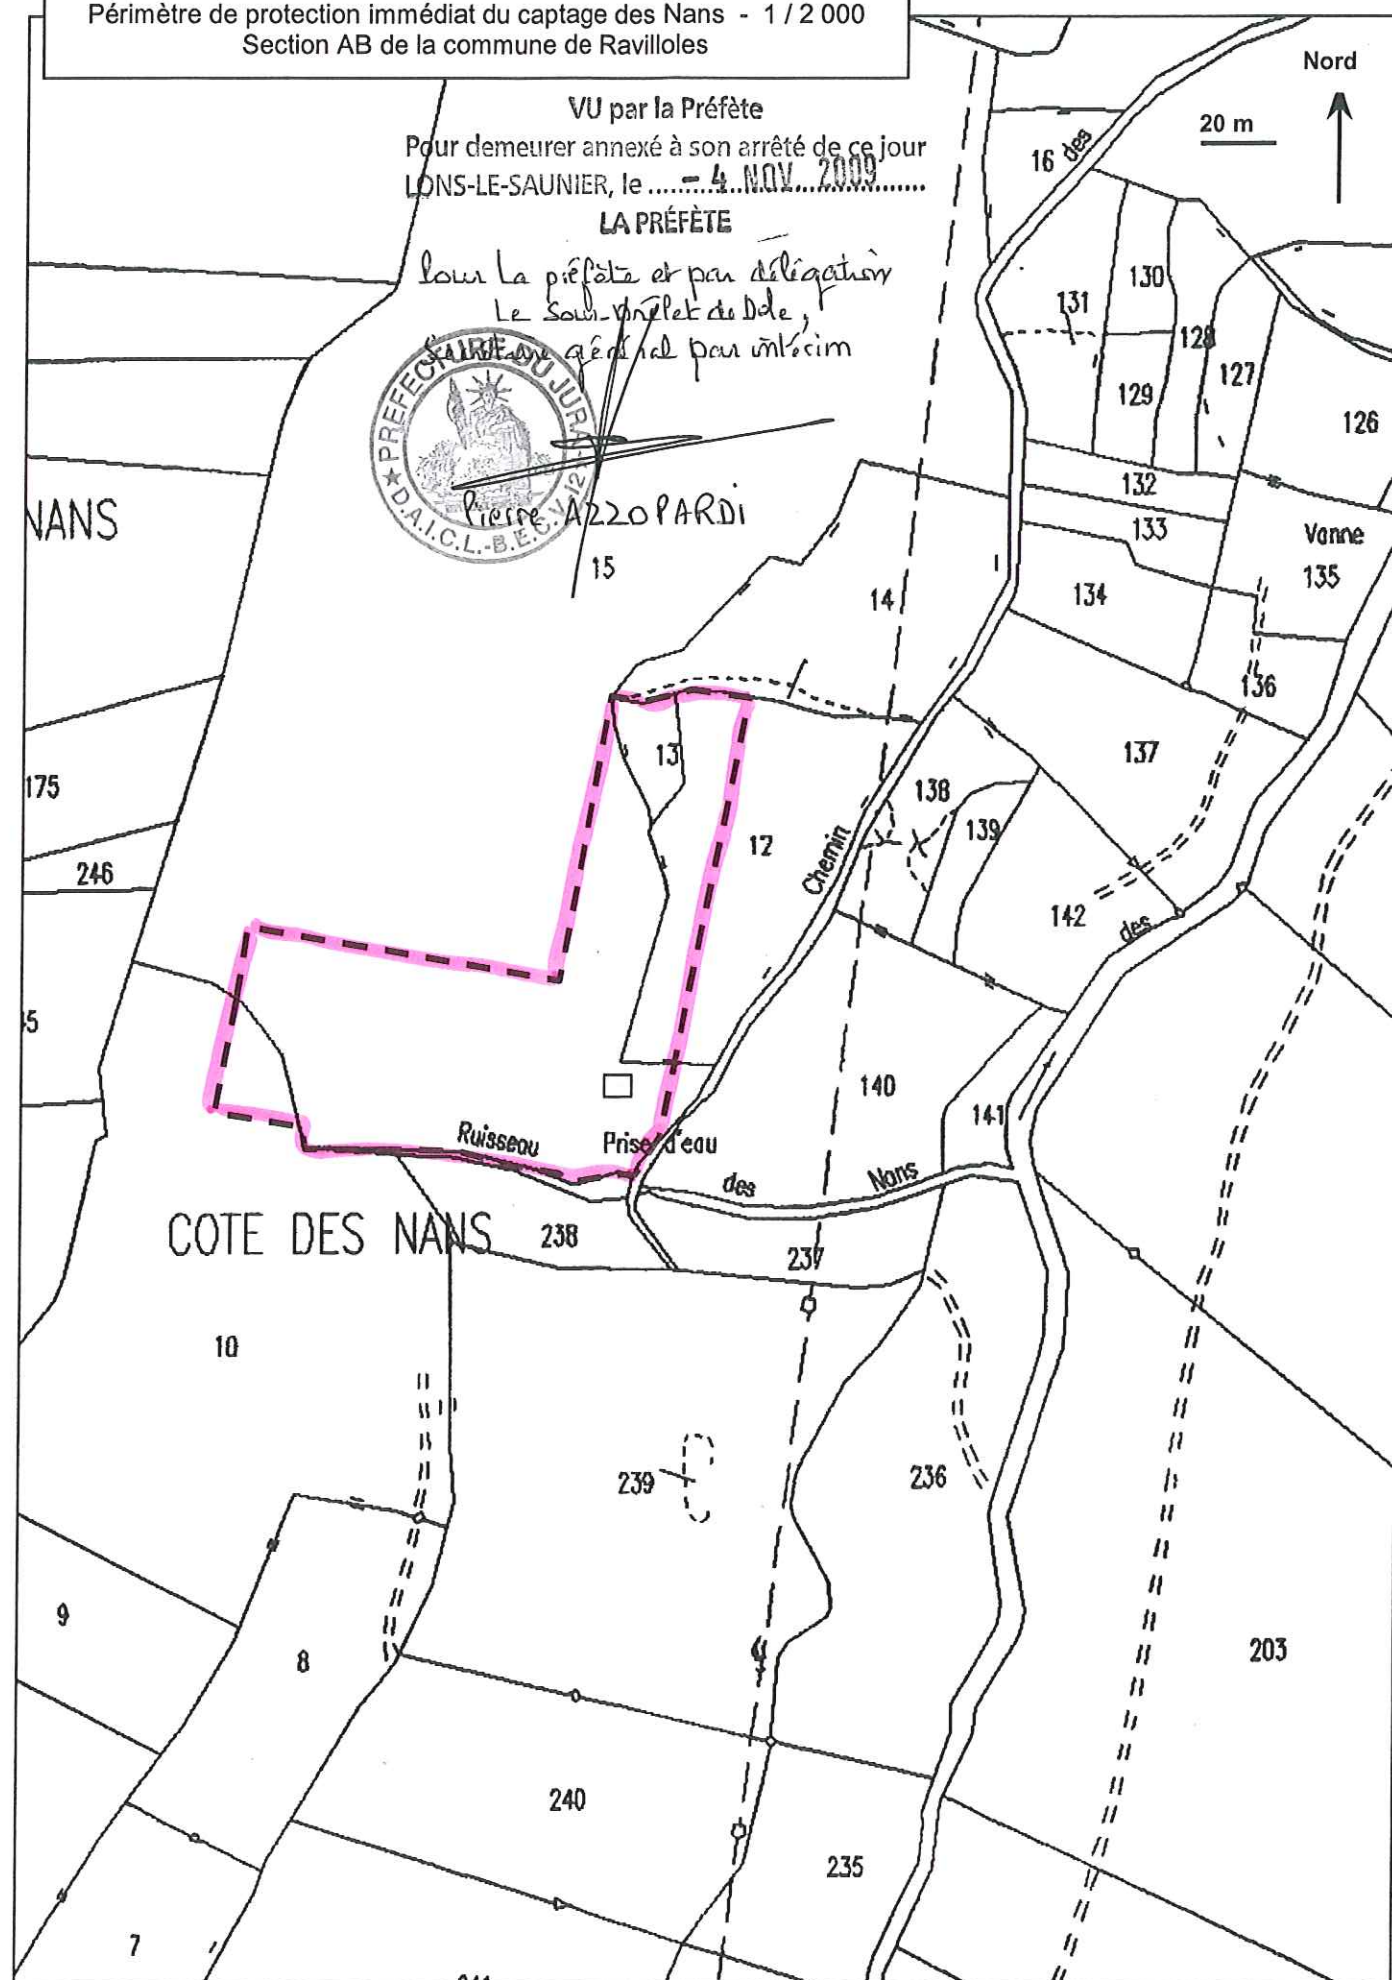 Périmètre de protection immédiat du captage des Nans - 1 / 2 000
Section AB de la commune de Ravilloles
Nord
20 m
VU par la Préfète
Pour demeurer annexé à son arrêté de ce jour
LONS-LE-SAUNIER, le - 4 NOV. 2009
LA PRÉFÈTE
Pour La préfète et par délégation
Le Sous-préfet de Dole,
Secrétaire général par intérim
PREFECTURE DU JURA
D.A.I.C.L.-B.E.C.V.
Pierre AZZOPARDI
16
des
131
130
128
129
127
126
132
133
Vanne
135
134
136
NANS
15
14
13
12
137
138
139
142
des
Chemin
175
246
45
140
141
Ruisseau
Prise d'eau
des
Nans
COTE DES NANS
238
237
10
239
236
9
8
203
240
235
7